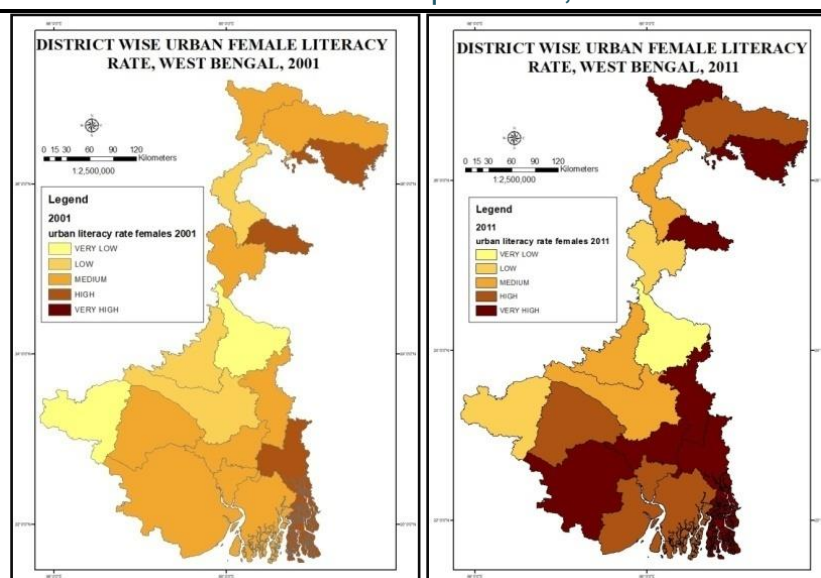 DISTRICT WISE URBAN FEMALE LITERACY
RATE, WEST BENGAL, 2001
0 15 30 60 90 120
Kilometers
1:2,500,000
Legend
2001
urban literacy rate females 2001
VERY LOW
LOW
MEDIUM
HIGH
VERY HIGH
DISTRICT WISE URBAN FEMALE LITERACY
RATE, WEST BENGAL, 2011
0 15 30 60 90 120
Kilometers
1:2,500,000
Legend
2011
urban literacy rate females 2011
VERY LOW
LOW
MEDIUM
HIGH
VERY HIGH